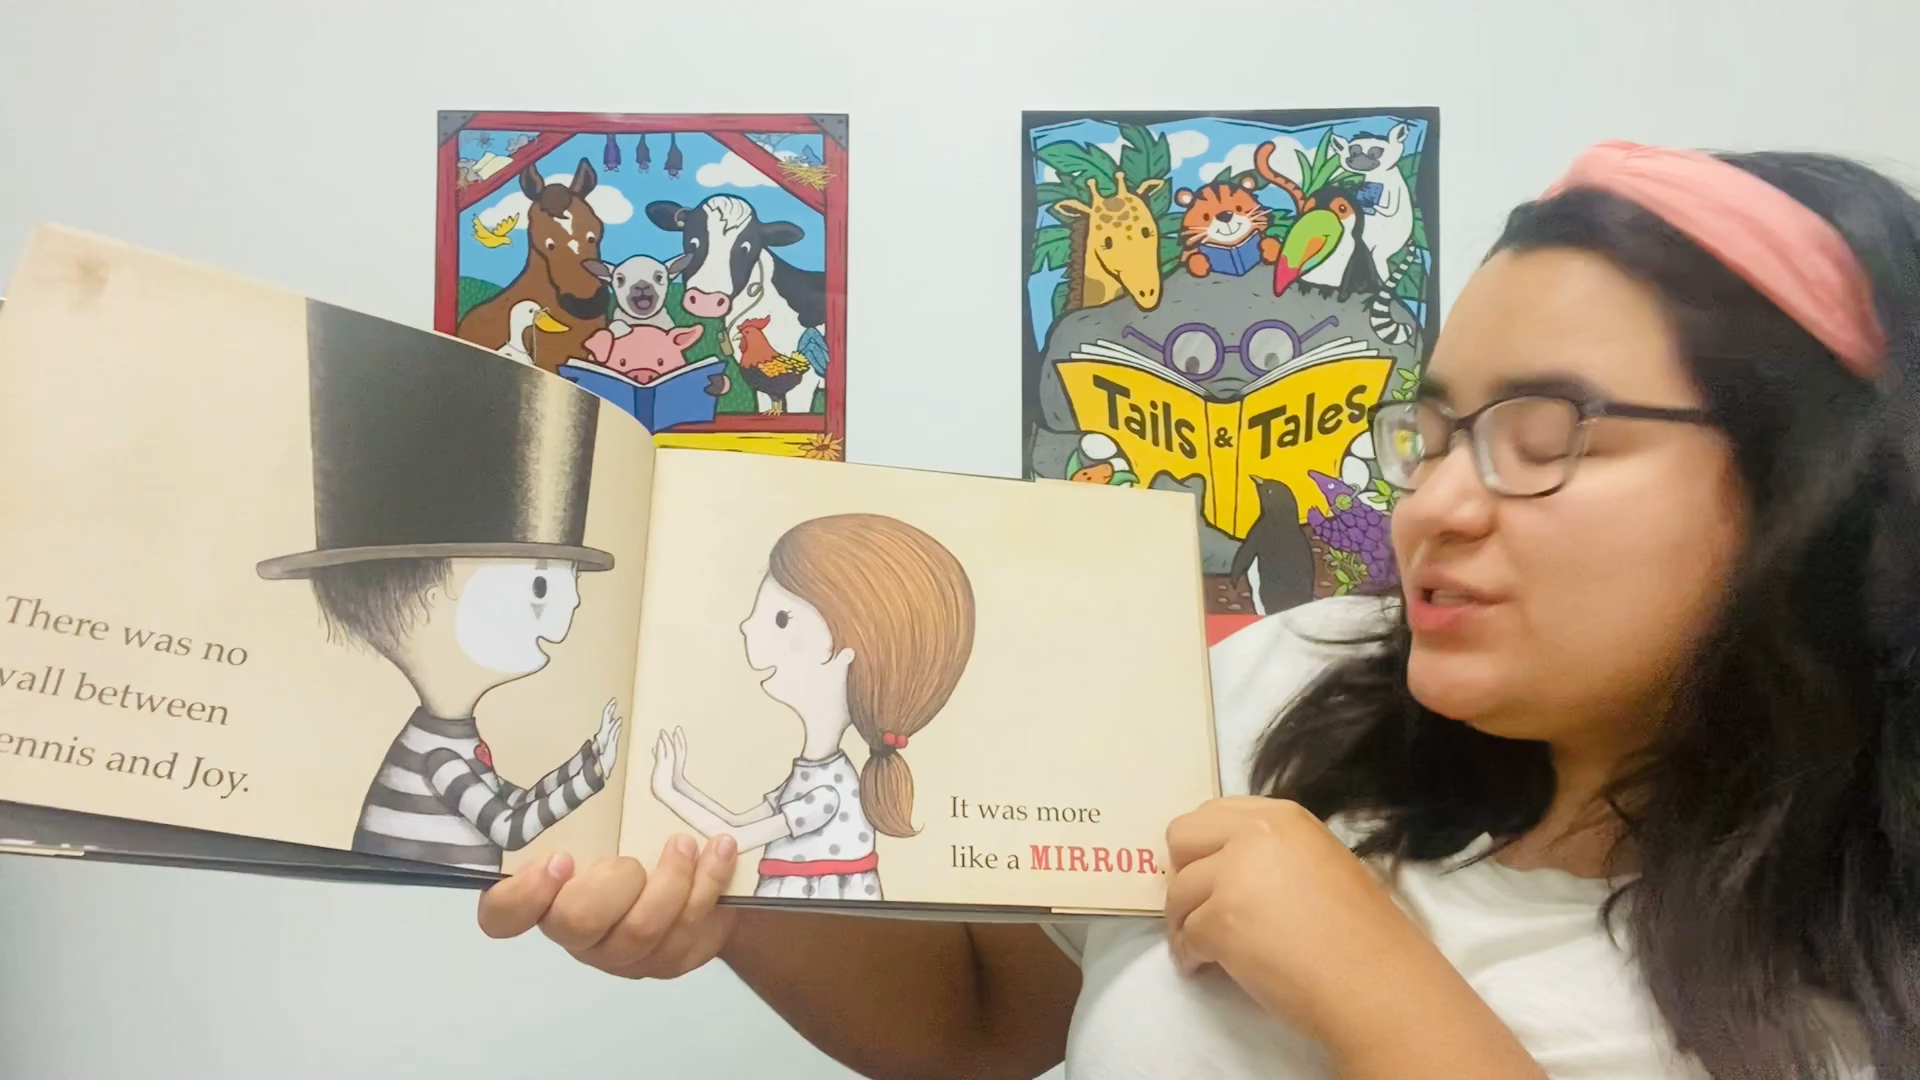 Tails & Tales
There was no
wall between
ennis and Joy.
It was more
like a MIRROR.